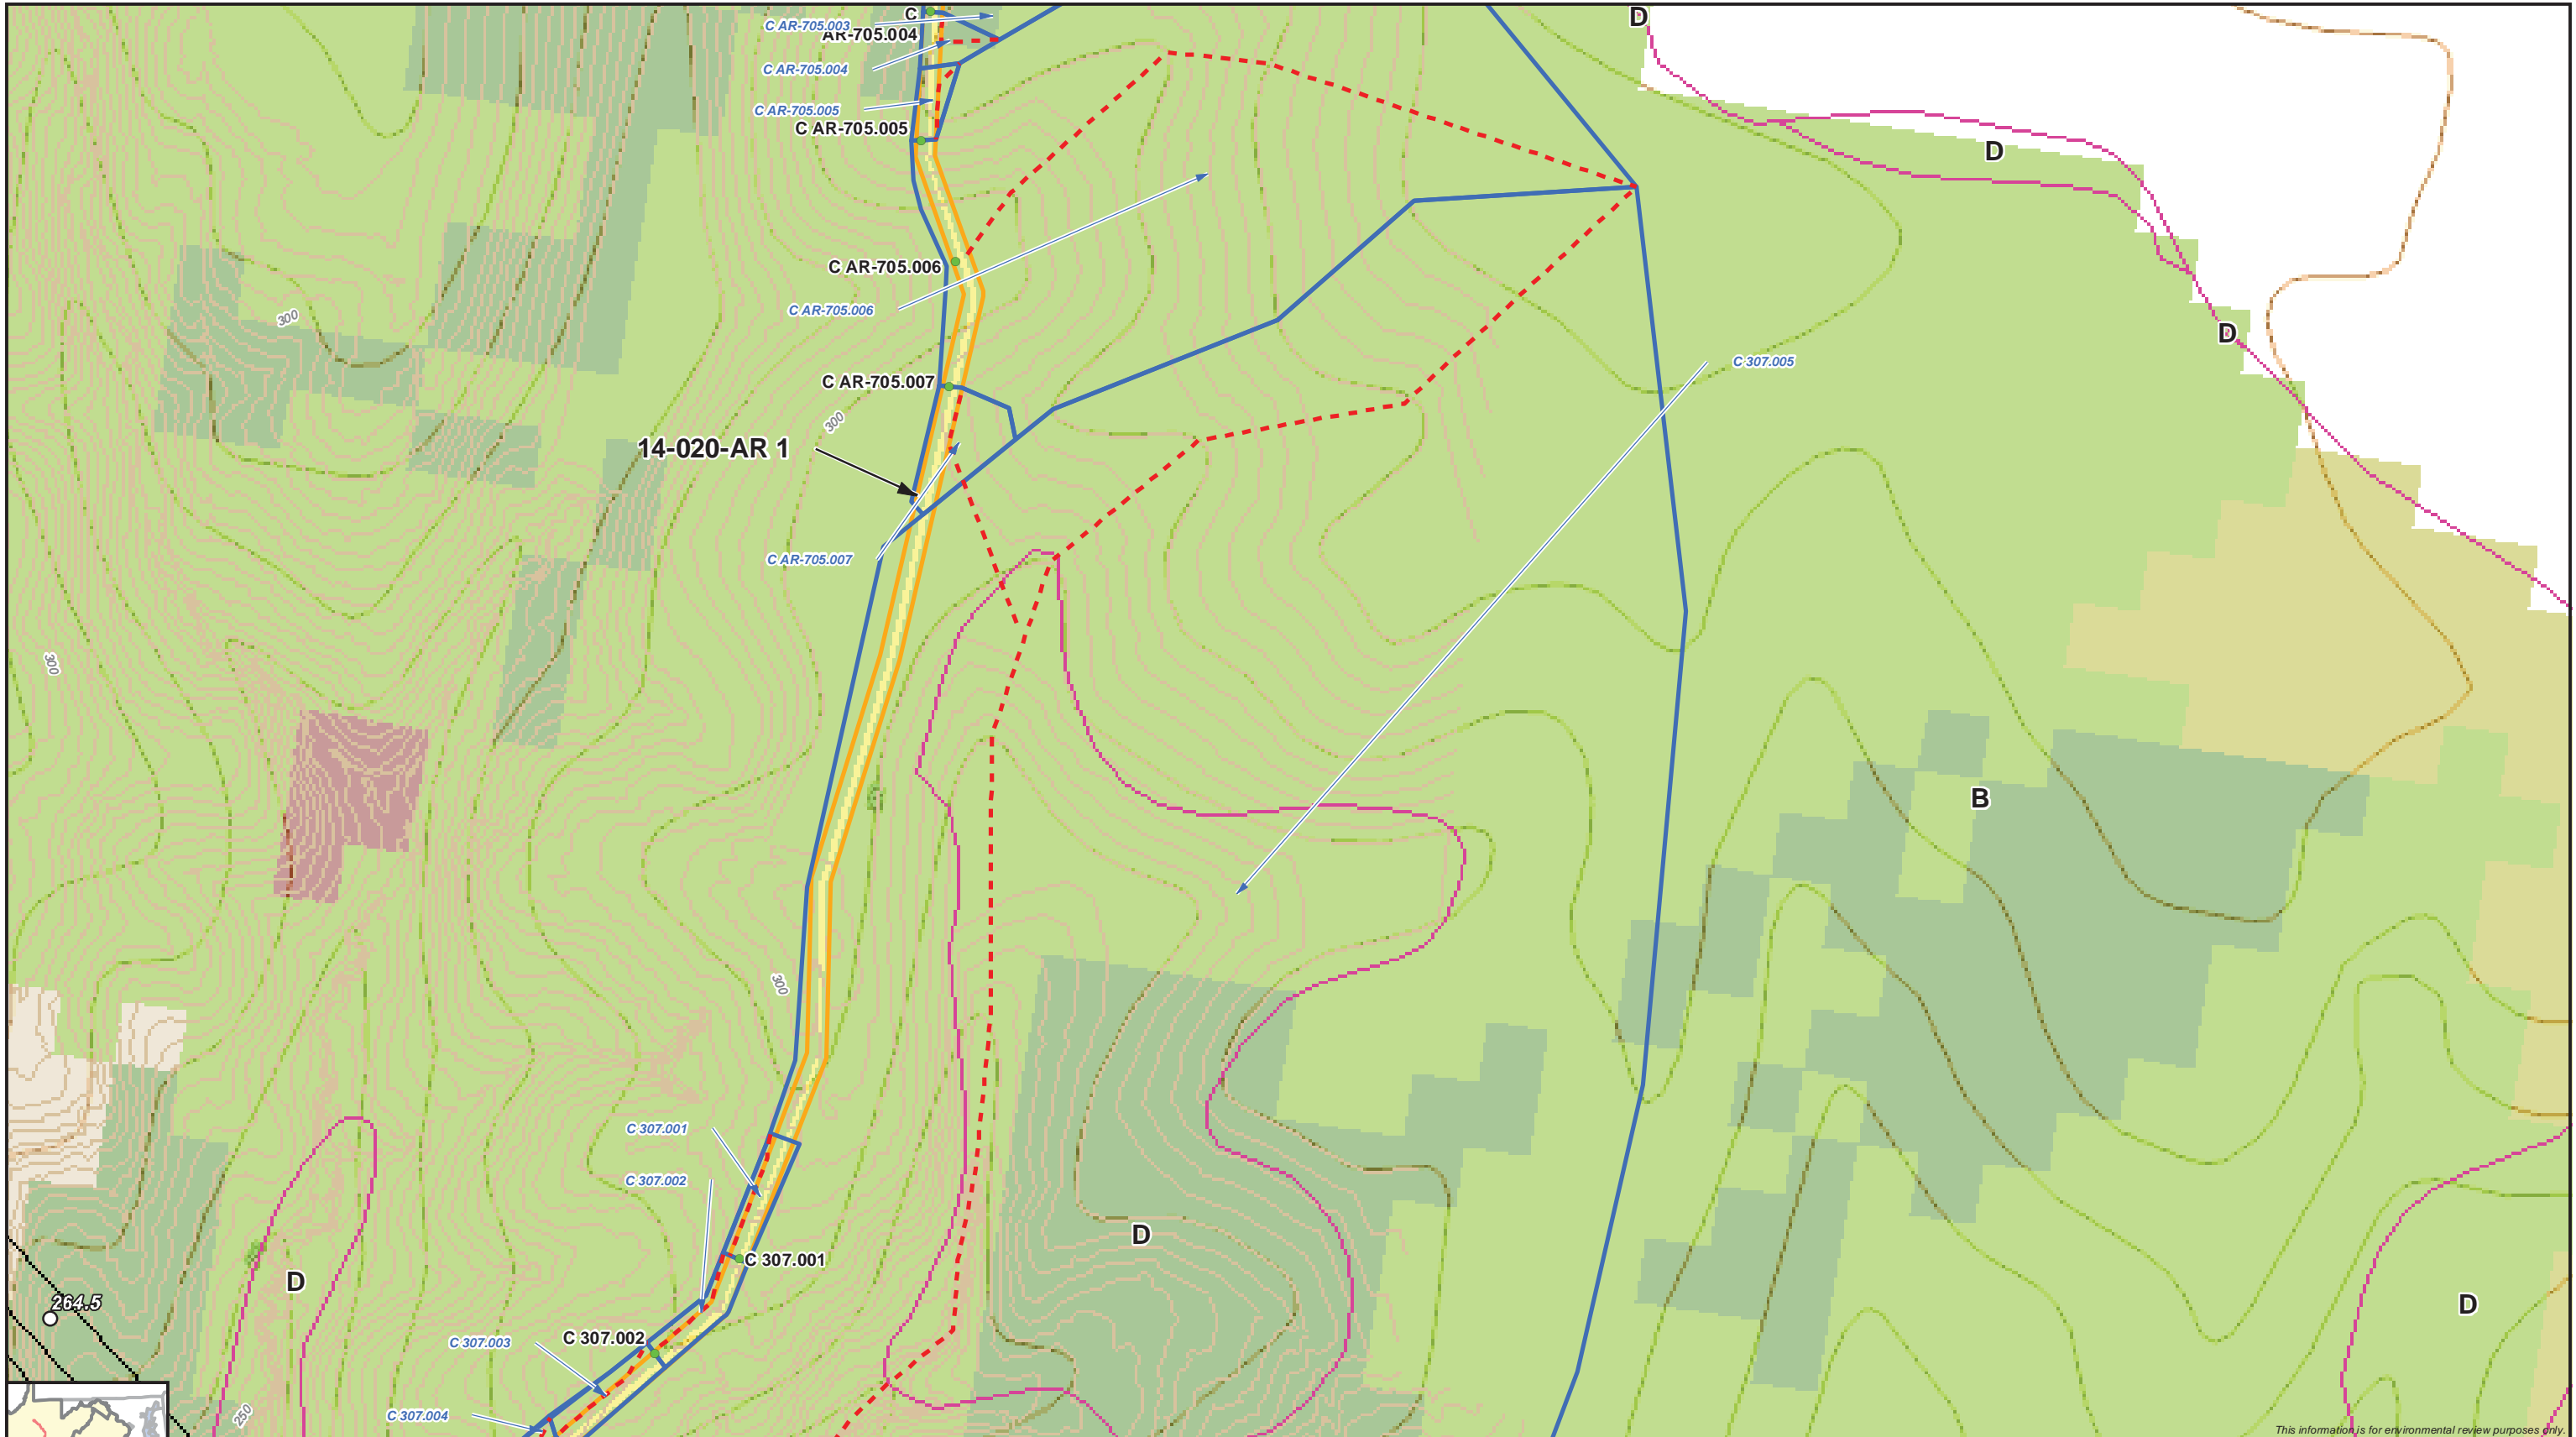 C
D
C AR-705.003
AR-705.004
C AR-705.004
C AR-705.005
C AR-705.005
D
C AR-705.006
C AR-705.006
300
D
C 307.005
C AR-705.007
300
14-020-AR 1
C AR-705.007
300
B
300
C 307.001
C 307.002
D
C 307.001
D
264.5
D
C 307.002
C 307.003
250
C 307.004
This information is for environmental review purposes only.